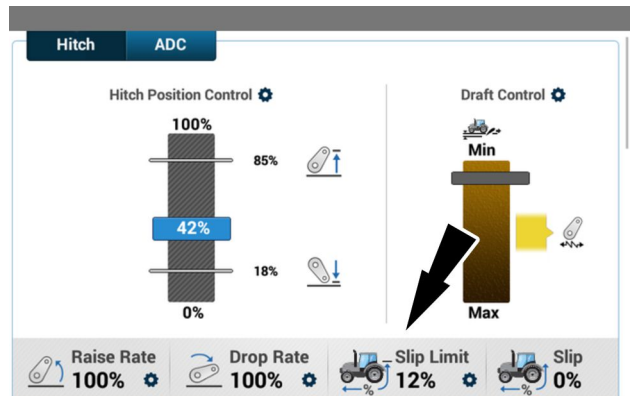 Hitch
ADC
Hitch Position Control
100%
85%
42%
18%
0%
Draft Control
Min
Max
Raise Rate
100%
Drop Rate
100%
Slip Limit
12%
%
Slip
0%
%